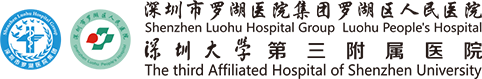 深圳市罗湖医院集团罗湖区人民医院
Shenzhen Luohu Hospital Group Luohu People's Hospital
深圳大学第三附属医院
The third Affiliated Hospital of Shenzhen University